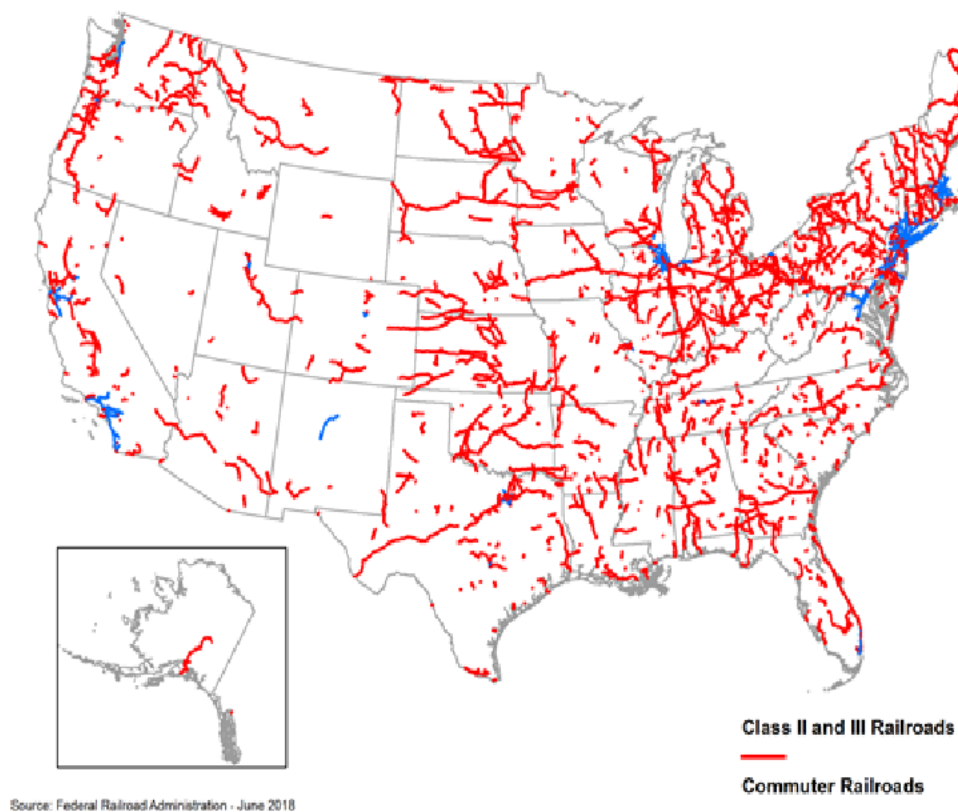 Class II and III Railroads
Commuter Railroads
Source: Federal Railroad Administration - June 2018